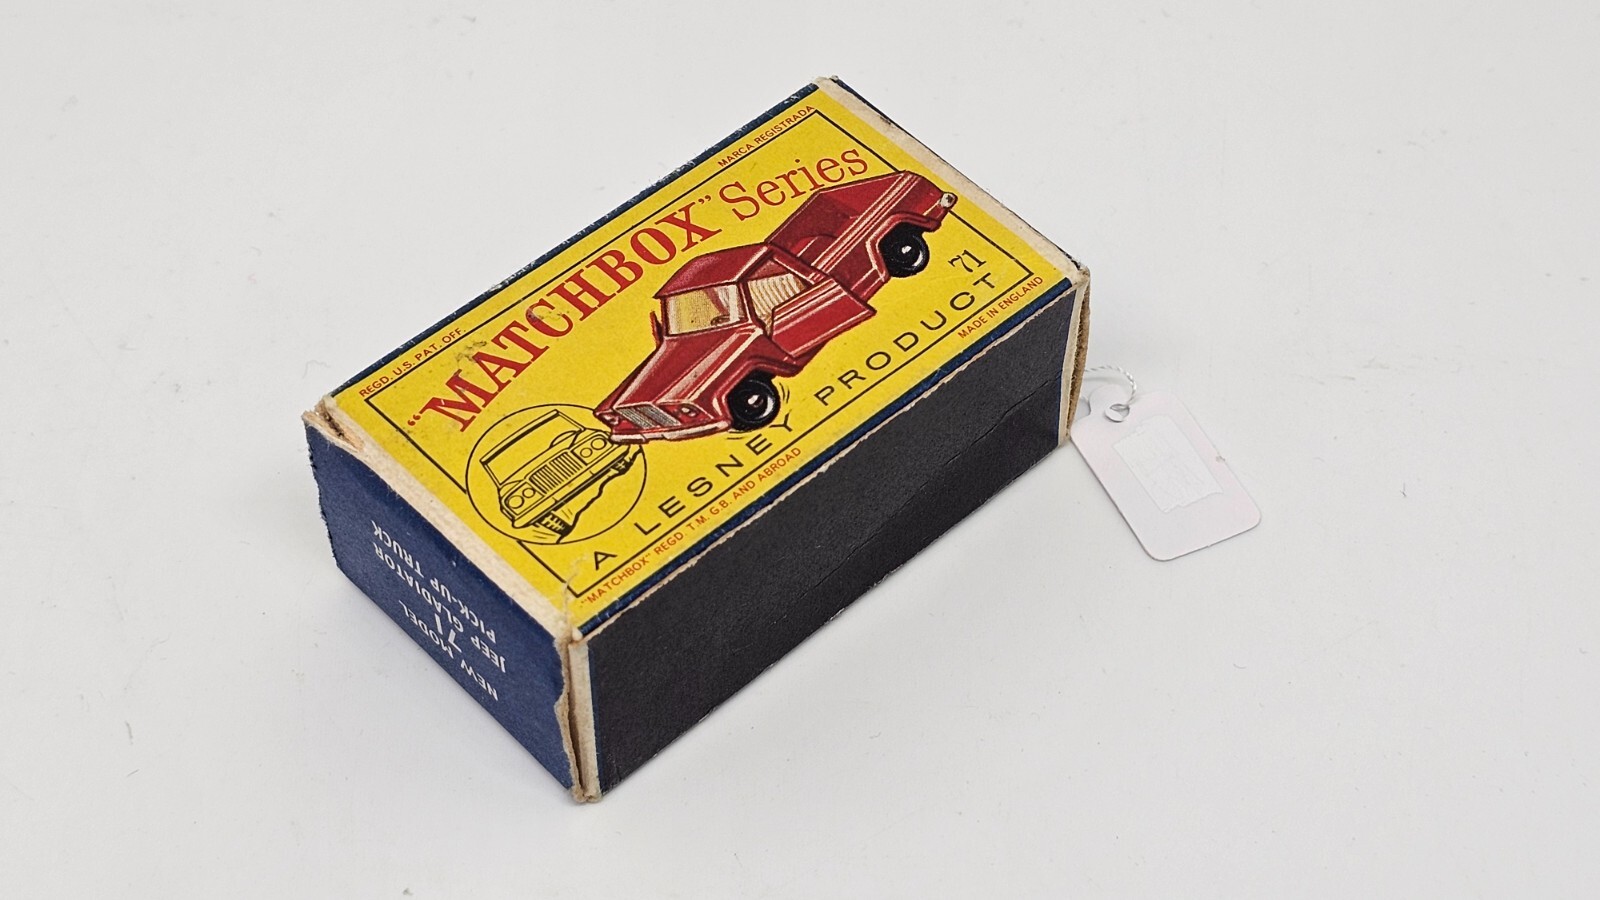 MARCA REGISTRADA
REGD. U.S. PAT. OFF.
"MATCHBOX" Series
71
A LESNEY PRODUCT
MADE IN ENGLAND
"MATCHBOX" REGD. T.M. G.B. AND ABROAD
NEW MODEL
71
JEEP GLADIATOR
PICK-UP TRUCK